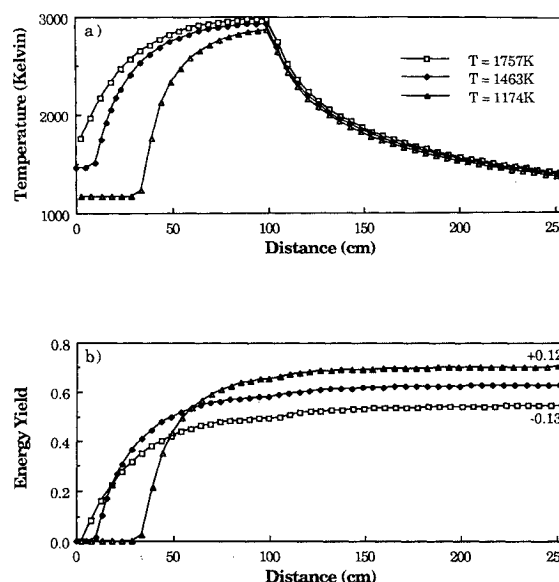 3000
a)
T = 1757K
T = 1463K
T = 1174K
2000
1000
Temperature (Kelvin)
0
50
100
150
200
250
Distance (cm)
0.8
b)
+0.12
0.6
-0.13
0.4
0.2
0.0
Energy Yield
0
50
100
150
200
250
Distance (cm)